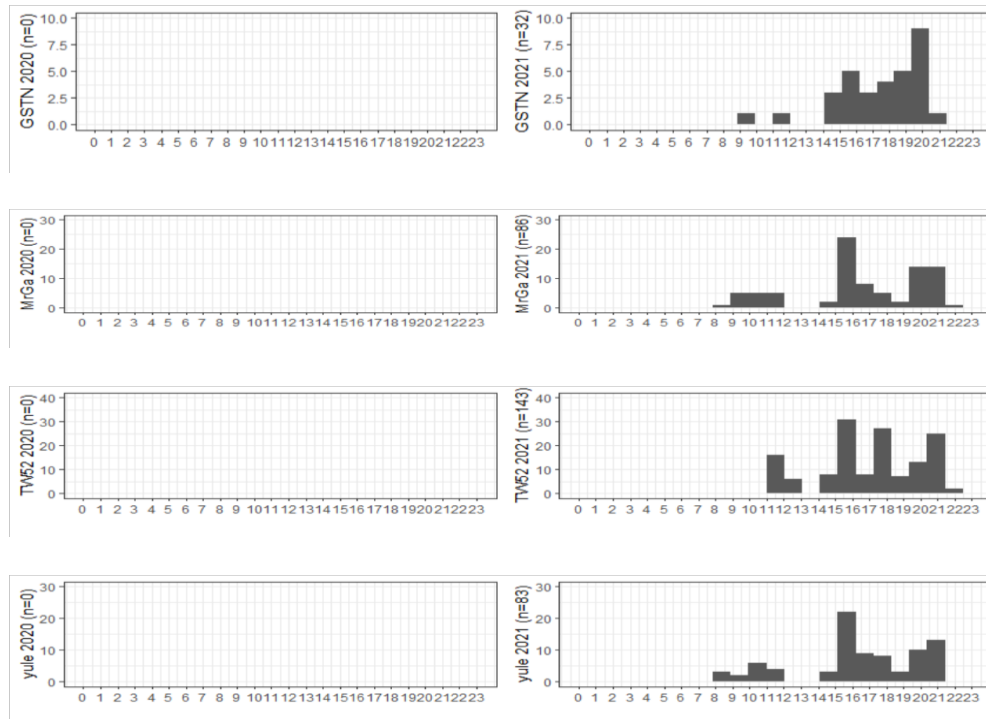 GSTN 2020 (n=0)
10.0
7.5
5.0
2.5
0.0
0 1 2 3 4 5 6 7 8 9 10 11 12 13 14 15 16 17 18 19 20 21 22 23
GSTN 2021 (n=32)
10.0
7.5
5.0
2.5
0.0
0 1 2 3 4 5 6 7 8 9 10 11 12 13 14 15 16 17 18 19 20 21 22 23
MrGa 2020 (n=0)
30
20
10
0
0 1 2 3 4 5 6 7 8 9 10 11 12 13 14 15 16 17 18 19 20 21 22 23
MrGa 2021 (n=86)
30
20
10
0
0 1 2 3 4 5 6 7 8 9 10 11 12 13 14 15 16 17 18 19 20 21 22 23
TW52 2020 (n=0)
40
30
20
10
0
0 1 2 3 4 5 6 7 8 9 10 11 12 13 14 15 16 17 18 19 20 21 22 23
TW52 2021 (n=143)
40
30
20
10
0
0 1 2 3 4 5 6 7 8 9 10 11 12 13 14 15 16 17 18 19 20 21 22 23
yule 2020 (n=0)
30
20
10
0
0 1 2 3 4 5 6 7 8 9 10 11 12 13 14 15 16 17 18 19 20 21 22 23
yule 2021 (n=83)
30
20
10
0
0 1 2 3 4 5 6 7 8 9 10 11 12 13 14 15 16 17 18 19 20 21 22 23